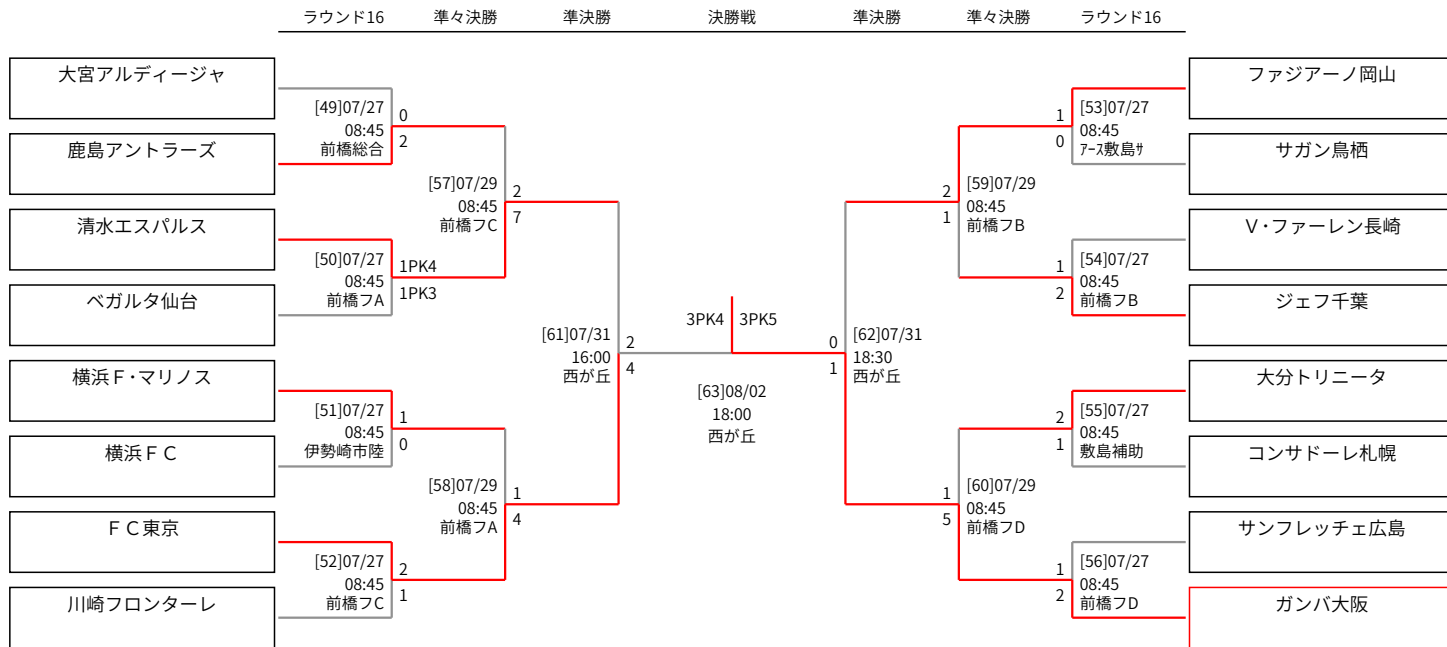 ラウンド16 準々決勝 準決勝 決勝戦 準決勝 準々決勝 ラウンド16
大宮アルディージャ
[49]07/27
08:45
前橋総合
0
2
鹿島アントラーズ
[57]07/29
08:45
前橋フC
2
7
清水エスパルス
[50]07/27
08:45
前橋フA
1PK4
1PK3
ベガルタ仙台
[61]07/31
16:00
西が丘
2
4
横浜F・マリノス
[51]07/27
08:45
伊勢崎市陸
1
0
横浜FC
[58]07/29
08:45
前橋フA
1
4
FC東京
[52]07/27
08:45
前橋フC
2
1
川崎フロンターレ
3PK4 3PK5
[63]08/02
18:00
西が丘
ファジアーノ岡山
1
0
[53]07/27
08:45
アース敷島サ
サガン鳥栖
2
1
[59]07/29
08:45
前橋フB
V・ファーレン長崎
1
2
[54]07/27
08:45
前橋フB
ジェフ千葉
0
1
[62]07/31
18:30
西が丘
大分トリニータ
2
1
[55]07/27
08:45
敷島補助
コンサドーレ札幌
1
5
[60]07/29
08:45
前橋フD
サンフレッチェ広島
1
2
[56]07/27
08:45
前橋フD
ガンバ大阪